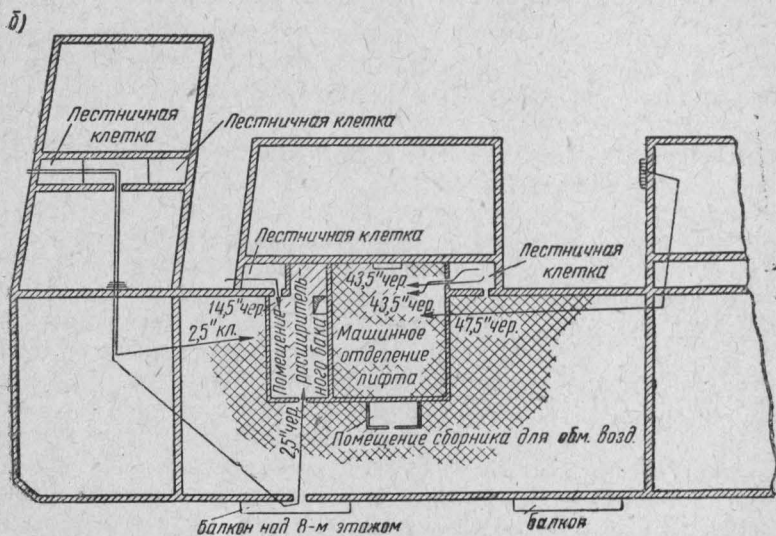 б)
Лестничная
клетка
Лестничная клетка
Лестничная клетка
Лестничная
клетка
43,5"чер.
43,5"чер.
47,5"чер.
14,5"чер.
2,5"кл.
Помещение
расширитель
ного бака
Машинное
отделение
лифта
2,5"чер.
Помещение сборника для обм. возд.
Балкон над 8-м этажом
Балкон